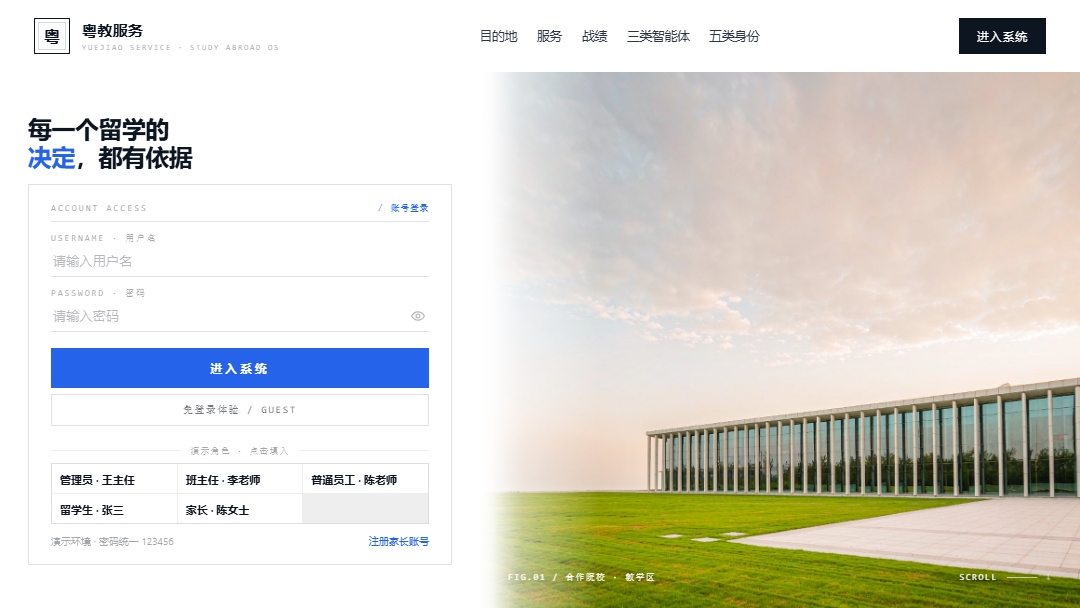 粤
粤教服务
YUEJIAO SERVICE · STUDY ABROAD OS
目的地 服务 战绩 三类智能体 五类身份
进入系统
每一个留学的
决定，都有依据
ACCOUNT ACCESS / 账号登录
USERNAME · 用户名
请输入用户名
PASSWORD · 密码
请输入密码
进入系统
免登录体验 / GUEST
演示角色 · 点击填入
管理员 · 王主任 班主任 · 李老师 普通员工 · 陈老师
留学生 · 张三 家长 · 陈女士
演示环境 · 密码统一 123456 注册家长账号
FIG.01 / 合作院校 · 教学区
SCROLL